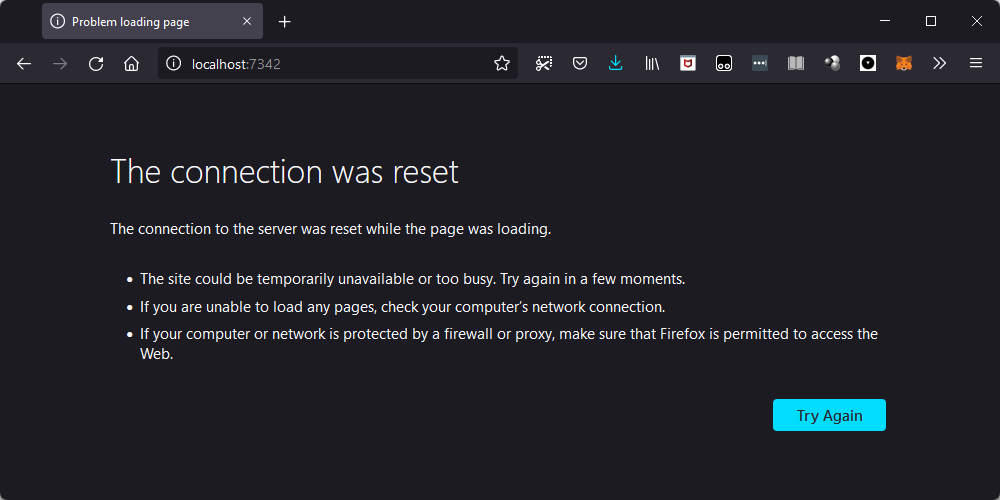 Problem loading page
localhost:7342
The connection was reset
The connection to the server was reset while the page was loading.
• The site could be temporarily unavailable or too busy. Try again in a few moments.
• If you are unable to load any pages, check your computer’s network connection.
• If your computer or network is protected by a firewall or proxy, make sure that Firefox is permitted to access the
Web.
Try Again